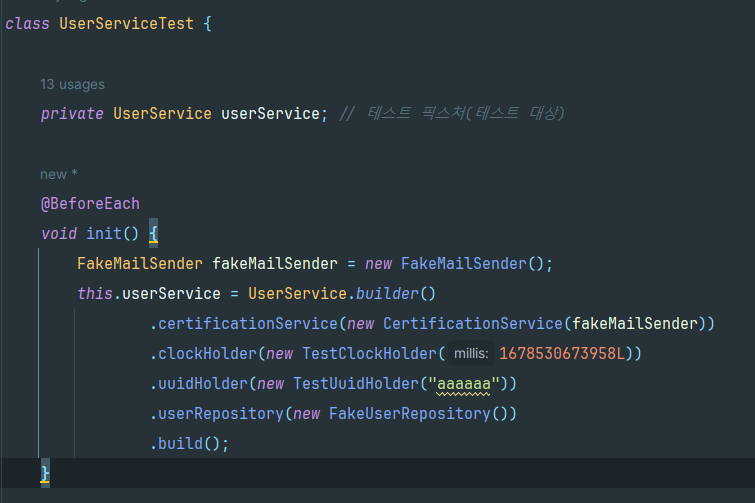 class UserServiceTest {
13 usages
private UserService userService; // 테스트 픽스처(테스트 대상)
new *
@BeforeEach
void init() {
FakeMailSender fakeMailSender = new FakeMailSender();
this.userService = UserService.builder()
.certificationService(new CertificationService(fakeMailSender))
.clockHolder(new TestClockHolder( millis: 1678530673958L))
.uuidHolder(new TestUuidHolder("aaaaaa"))
.userRepository(new FakeUserRepository())
.build();
}